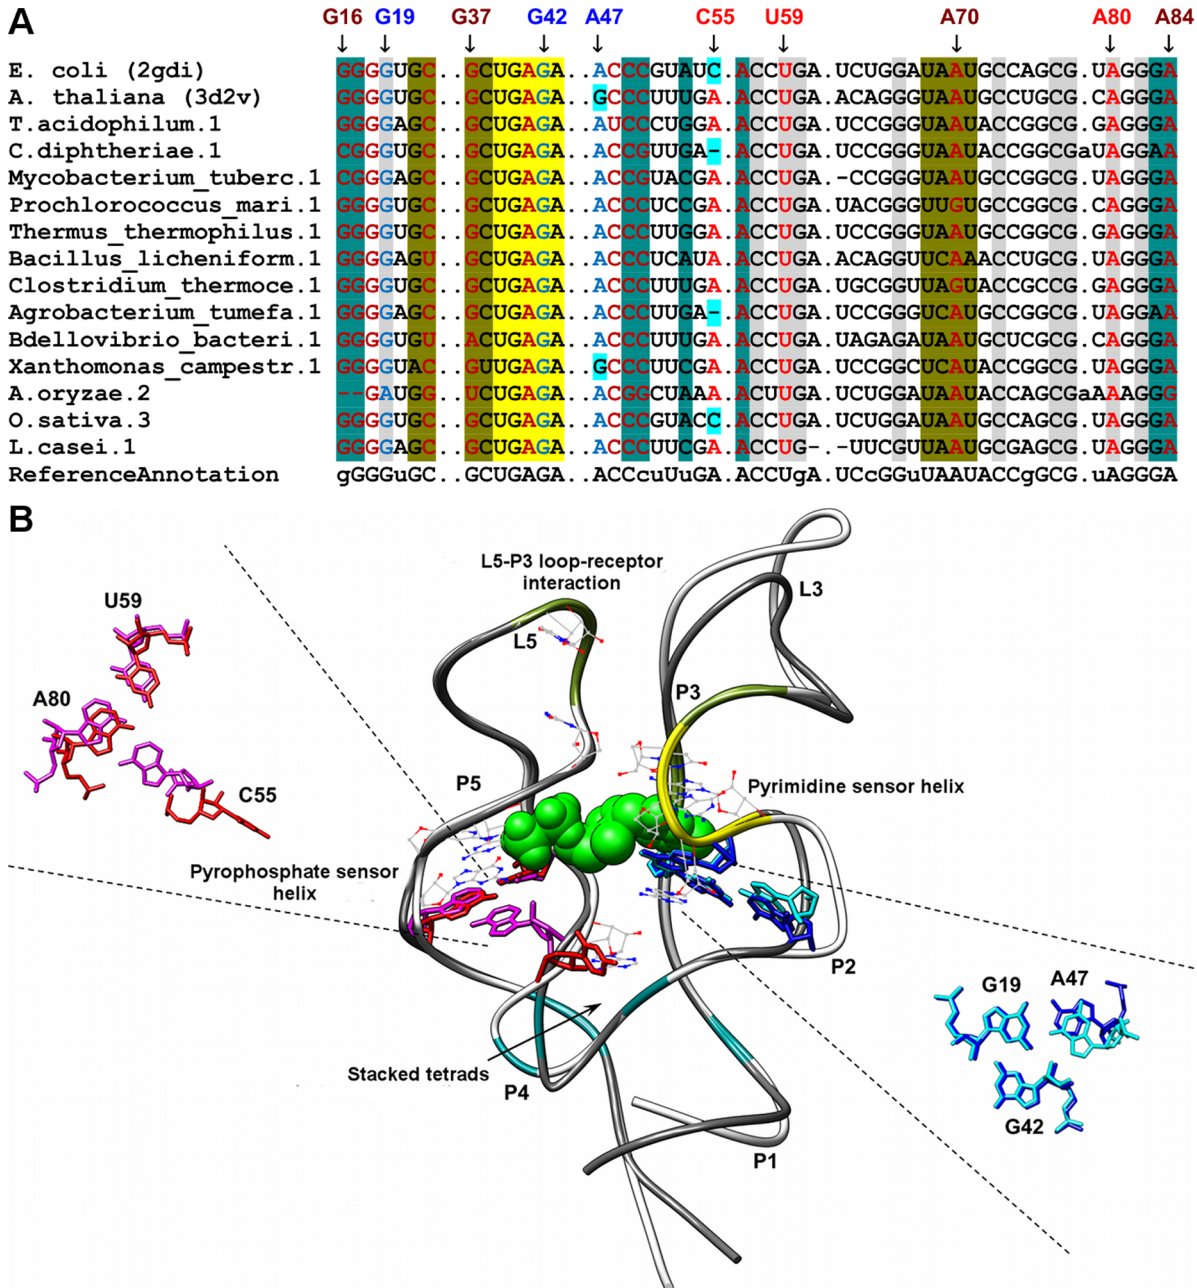 A
G16 G19 G37 G42 A47 C55 U59 A70 A80 A84
E. coli (2gdi) GGGGUGC..GCUGAGA..ACCCGUAUC.ACCUGA.UCUGGAUAAUGCCAGCG.UAGGGA
A. thaliana (3d2v) GGGGUGC..GCUGAGA..GCCCUUUGA.ACCUGA.ACAGGGUAAUGCCUGCG.CAGGGA
T.acidophilum.1 GGGGAGC..GCUGAGA..AUCCCUGGA.ACCUGA.UCCGGGUAAUACCGGCG.GAGGGA
C.diphtheriae.1 CGGGAGC..GCUGAGA..ACCGUUGA-.ACCUGA.UCCGGGUAAUACCGGCGaUAGGAA
Mycobacterium_tuberc.1 CGGGAGC..GCUGAGA..ACCGUACGA.ACCUGA.-CCGGGUAAUGCCGGCG.UAGGGA
Prochlorococcus_mari.1 GGGGUGC..GCUGAGA..ACCCUCCGA.ACCUGA.UACGGGUUGUGCCGGCG.CAGGGA
Thermus_thermophilus.1 GGGGAGC..GCUGAGA..ACCCUUGGA.ACCUGA.UCCGGGUAAUACCGGCG.GAGGGA
Bacillus_licheniform.1 GGGGAGU..GCUGAGA..ACCCUCAUA.ACCUGA.ACAGGUUCAAACCUGCG.UAGGGA
Clostridium_thermoce.1 GGGGAGC..GCUGAGA..ACCCUUUGA.ACCUGA.UGCGGUUAGUACCGCCG.GAGGGA
Agrobacterium_tumefa.1 GGGGAGC..GCUGAGA..ACCCUUGA-.ACCUGA.UCCGGGUCAUGCCGGCG.UAGGAA
Bdellovibrio_bacteri.1 GGGGUGU..ACUGAGA..ACCCUUUGA.ACCUGA.UAGAGAUAAUGCUCGCG.CAGGGA
Xanthomonas_campestr.1 GGGGUAC..GUUGAGA..GCCCUUCGA.ACCUGA.UCCGGCUCAUACCGGCG.UAGGGA
A.oryzae.2 --GAUGG..UCUGAGA..ACGGCUAAA.ACUUGA.UCUGGAUAAUACCAGCGaAAAGGG
O.sativa.3 GGGGUGC..GCUGAGA..ACCCGUACC.ACCUGA.UCUGGAUAAUGCCAGCG.UAGGGA
L.casei.1 GGGGAGC..GCUGAGA..ACCCUUCGA.ACCUG-.-UUCGUUAAUGCGAGCG.UAGGGA
ReferenceAnnotation gGGGuGC..GCUGAGA..ACCcuUuGA.ACCUgA.UCcGGuUAAUACCgGCG.uAGGGA
B
L5-P3 loop-receptor
interaction
L3
U59
L5
A80
P3
P5
C55
Pyrimidine sensor helix
Pyrophosphate sensor
helix
P2
G19 A47
Stacked tetrads
P4
G42
P1